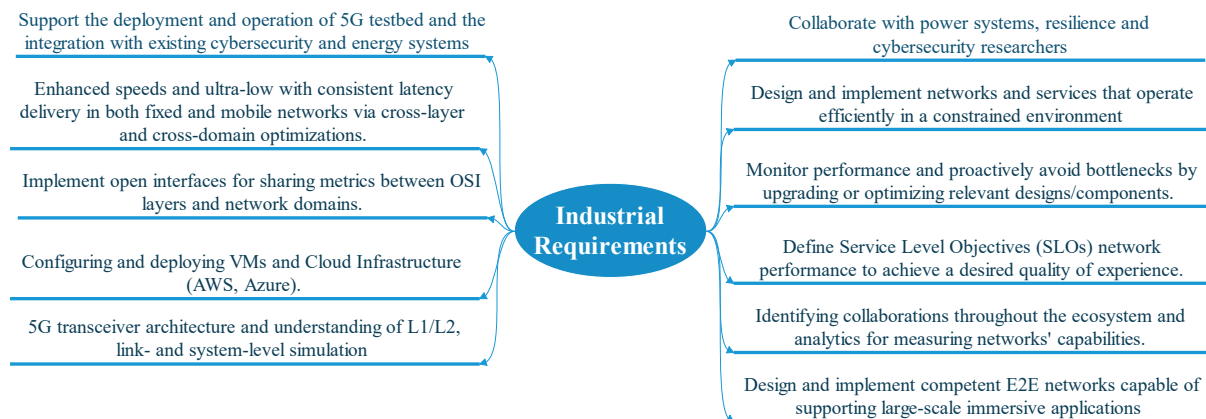 Support the deployment and operation of 5G testbed and the
integration with existing cybersecurity and energy systems
Enhanced speeds and ultra-low with consistent latency
delivery in both fixed and mobile networks via cross-layer
and cross-domain optimizations.
Implement open interfaces for sharing metrics between OSI
layers and network domains.
Configuring and deploying VMs and Cloud Infrastructure
(AWS, Azure).
5G transceiver architecture and understanding of L1/L2,
link- and system-level simulation
Industrial
Requirements
Collaborate with power systems, resilience and
cybersecurity researchers
Design and implement networks and services that operate
efficiently in a constrained environment
Monitor performance and proactively avoid bottlenecks by
upgrading or optimizing relevant designs/components.
Define Service Level Objectives (SLOs) network
performance to achieve a desired quality of experience.
Identifying collaborations throughout the ecosystem and
analytics for measuring networks' capabilities.
Design and implement competent E2E networks capable of
supporting large-scale immersive applications